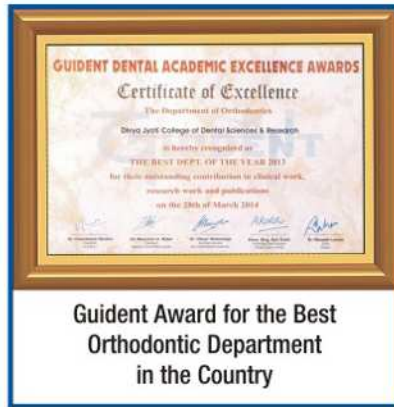 GUIDENT DENTAL ACADEMIC EXCELLENCE AWARDS
Certificate of Excellence
The Department of Orthodontics
Divya Jyoti College of Dental Sciences & Research
is hereby recognized as
THE BEST DEPT. OF THE YEAR 2013
for their outstanding contribution in clinical work,
research work and publications
on the 28th of March 2014
Guident Award for the Best
Orthodontic Department
in the Country